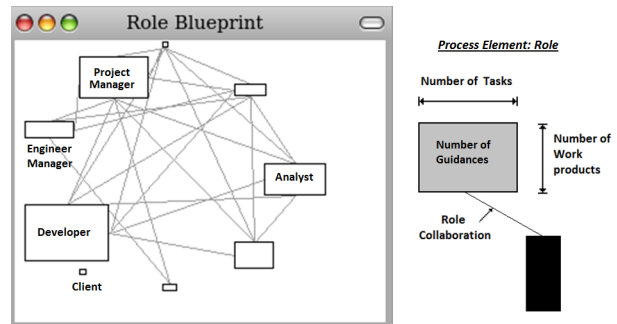 Role Blueprint
Project
Manager
Engineer
Manager
Analyst
Developer
Client
Process Element: Role
Number of Tasks
Number of
Guidances
Number of
Work
products
Role
Collaboration